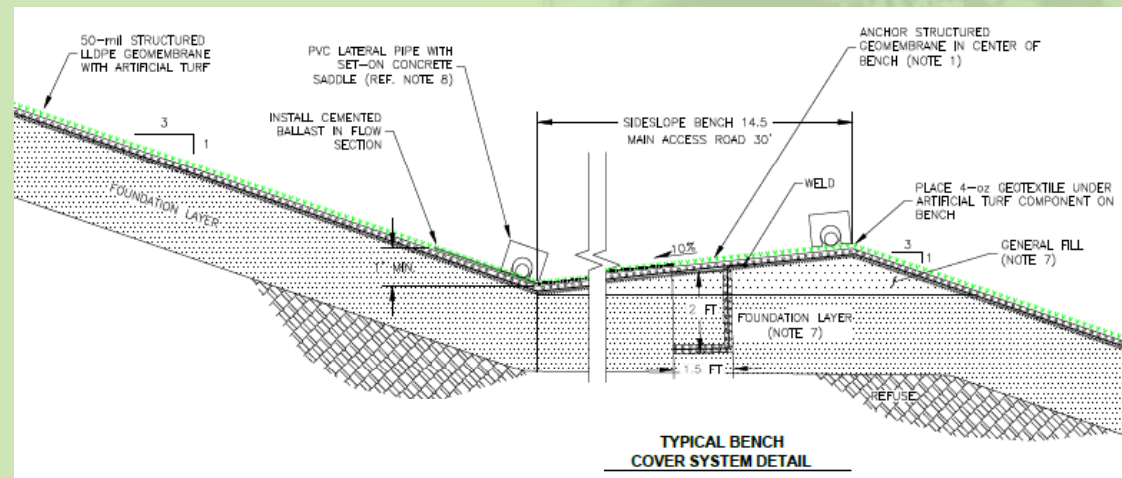 50-mil STRUCTURED
LLDPE GEOMEMBRANE
WITH ARTIFICIAL TURF
PVC LATERAL PIPE WITH
SET-ON CONCRETE
SADDLE (REF. NOTE 8)
ANCHOR STRUCTURED
GEOMEMBRANE IN CENTER OF
BENCH (NOTE 1)
3
1
INSTALL CEMENTED
BALLAST IN FLOW
SECTION
SIDESLOPE BENCH 14.5
MAIN ACCESS ROAD 30'
WELD
PLACE 4-oz GEOTEXTILE UNDER
ARTIFICIAL TURF COMPONENT ON
BENCH
FOUNDATION LAYER
10%
3
1
GENERAL FILL
(NOTE 7)
1' MIN.
2 FT
FOUNDATION LAYER
(NOTE 7)
1.5 FT
REFUSE
TYPICAL BENCH
COVER SYSTEM DETAIL